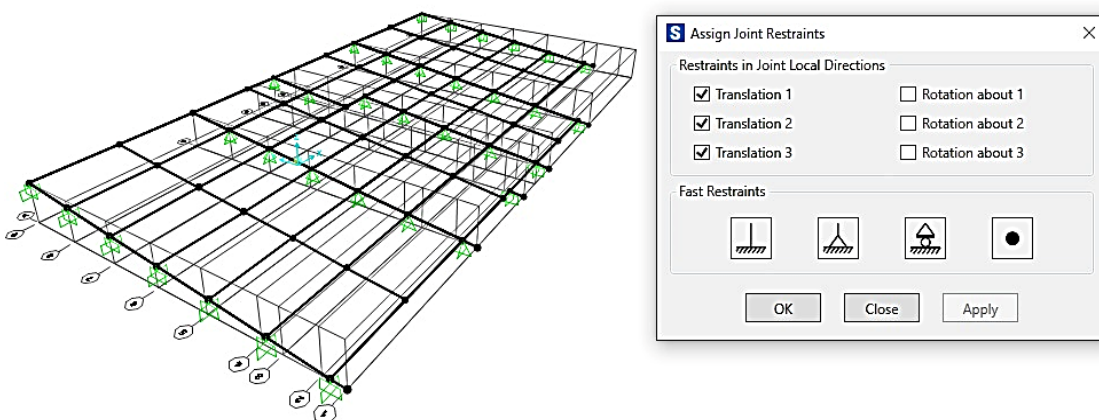 S Assign Joint Restraints
Restraints in Joint Local Directions
Translation 1
Rotation about 1
Translation 2
Rotation about 2
Translation 3
Rotation about 3
Fast Restraints
OK
Close
Apply